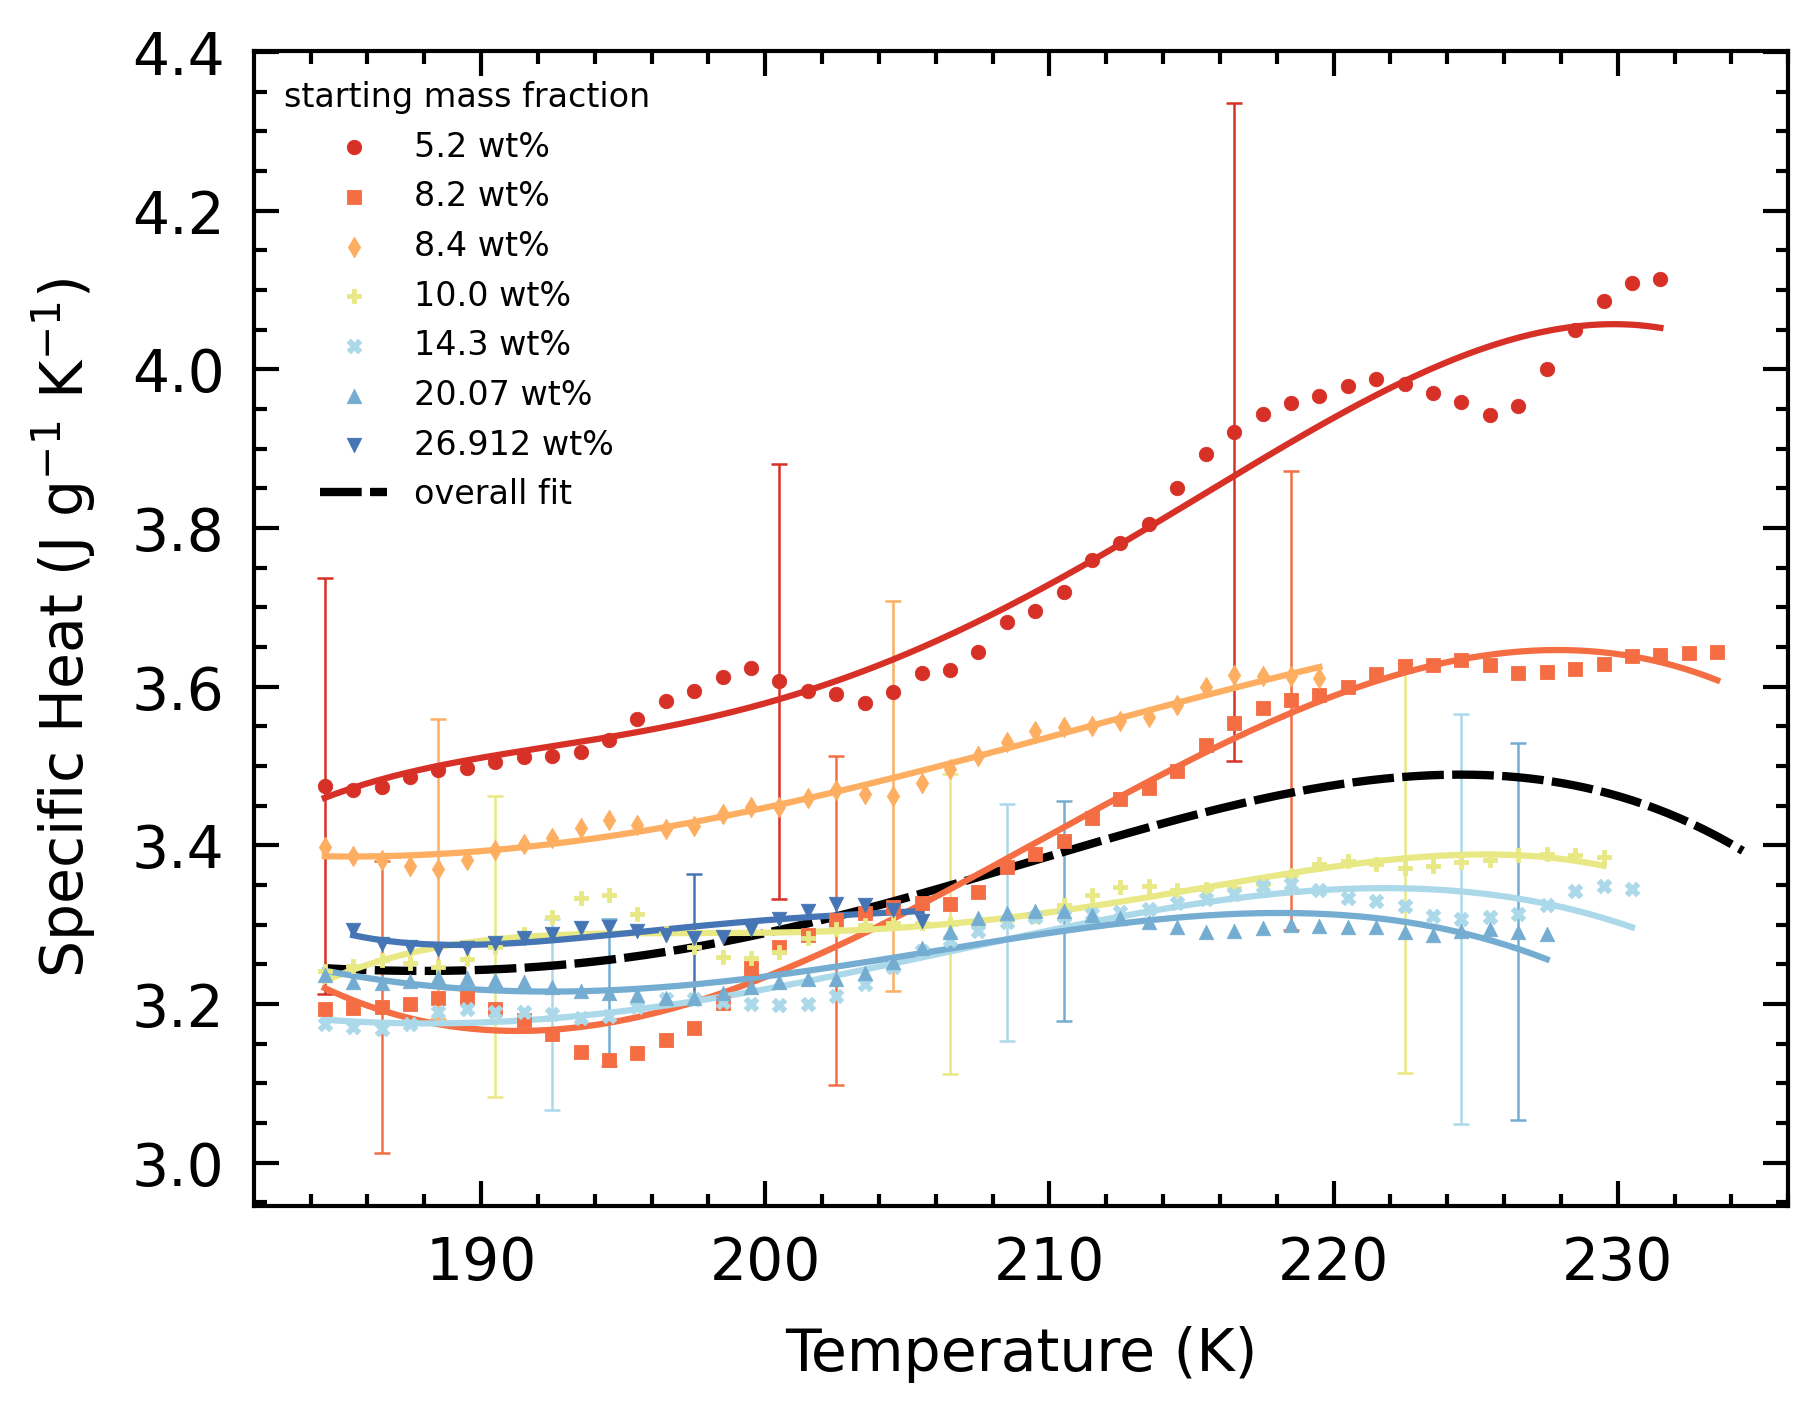 4.4
4.2
4.0
3.8
3.6
3.4
3.2
3.0
Specific Heat (J g⁻¹ K⁻¹)
starting mass fraction
5.2 wt%
8.2 wt%
8.4 wt%
10.0 wt%
14.3 wt%
20.07 wt%
26.912 wt%
overall fit
190 200 210 220 230
Temperature (K)